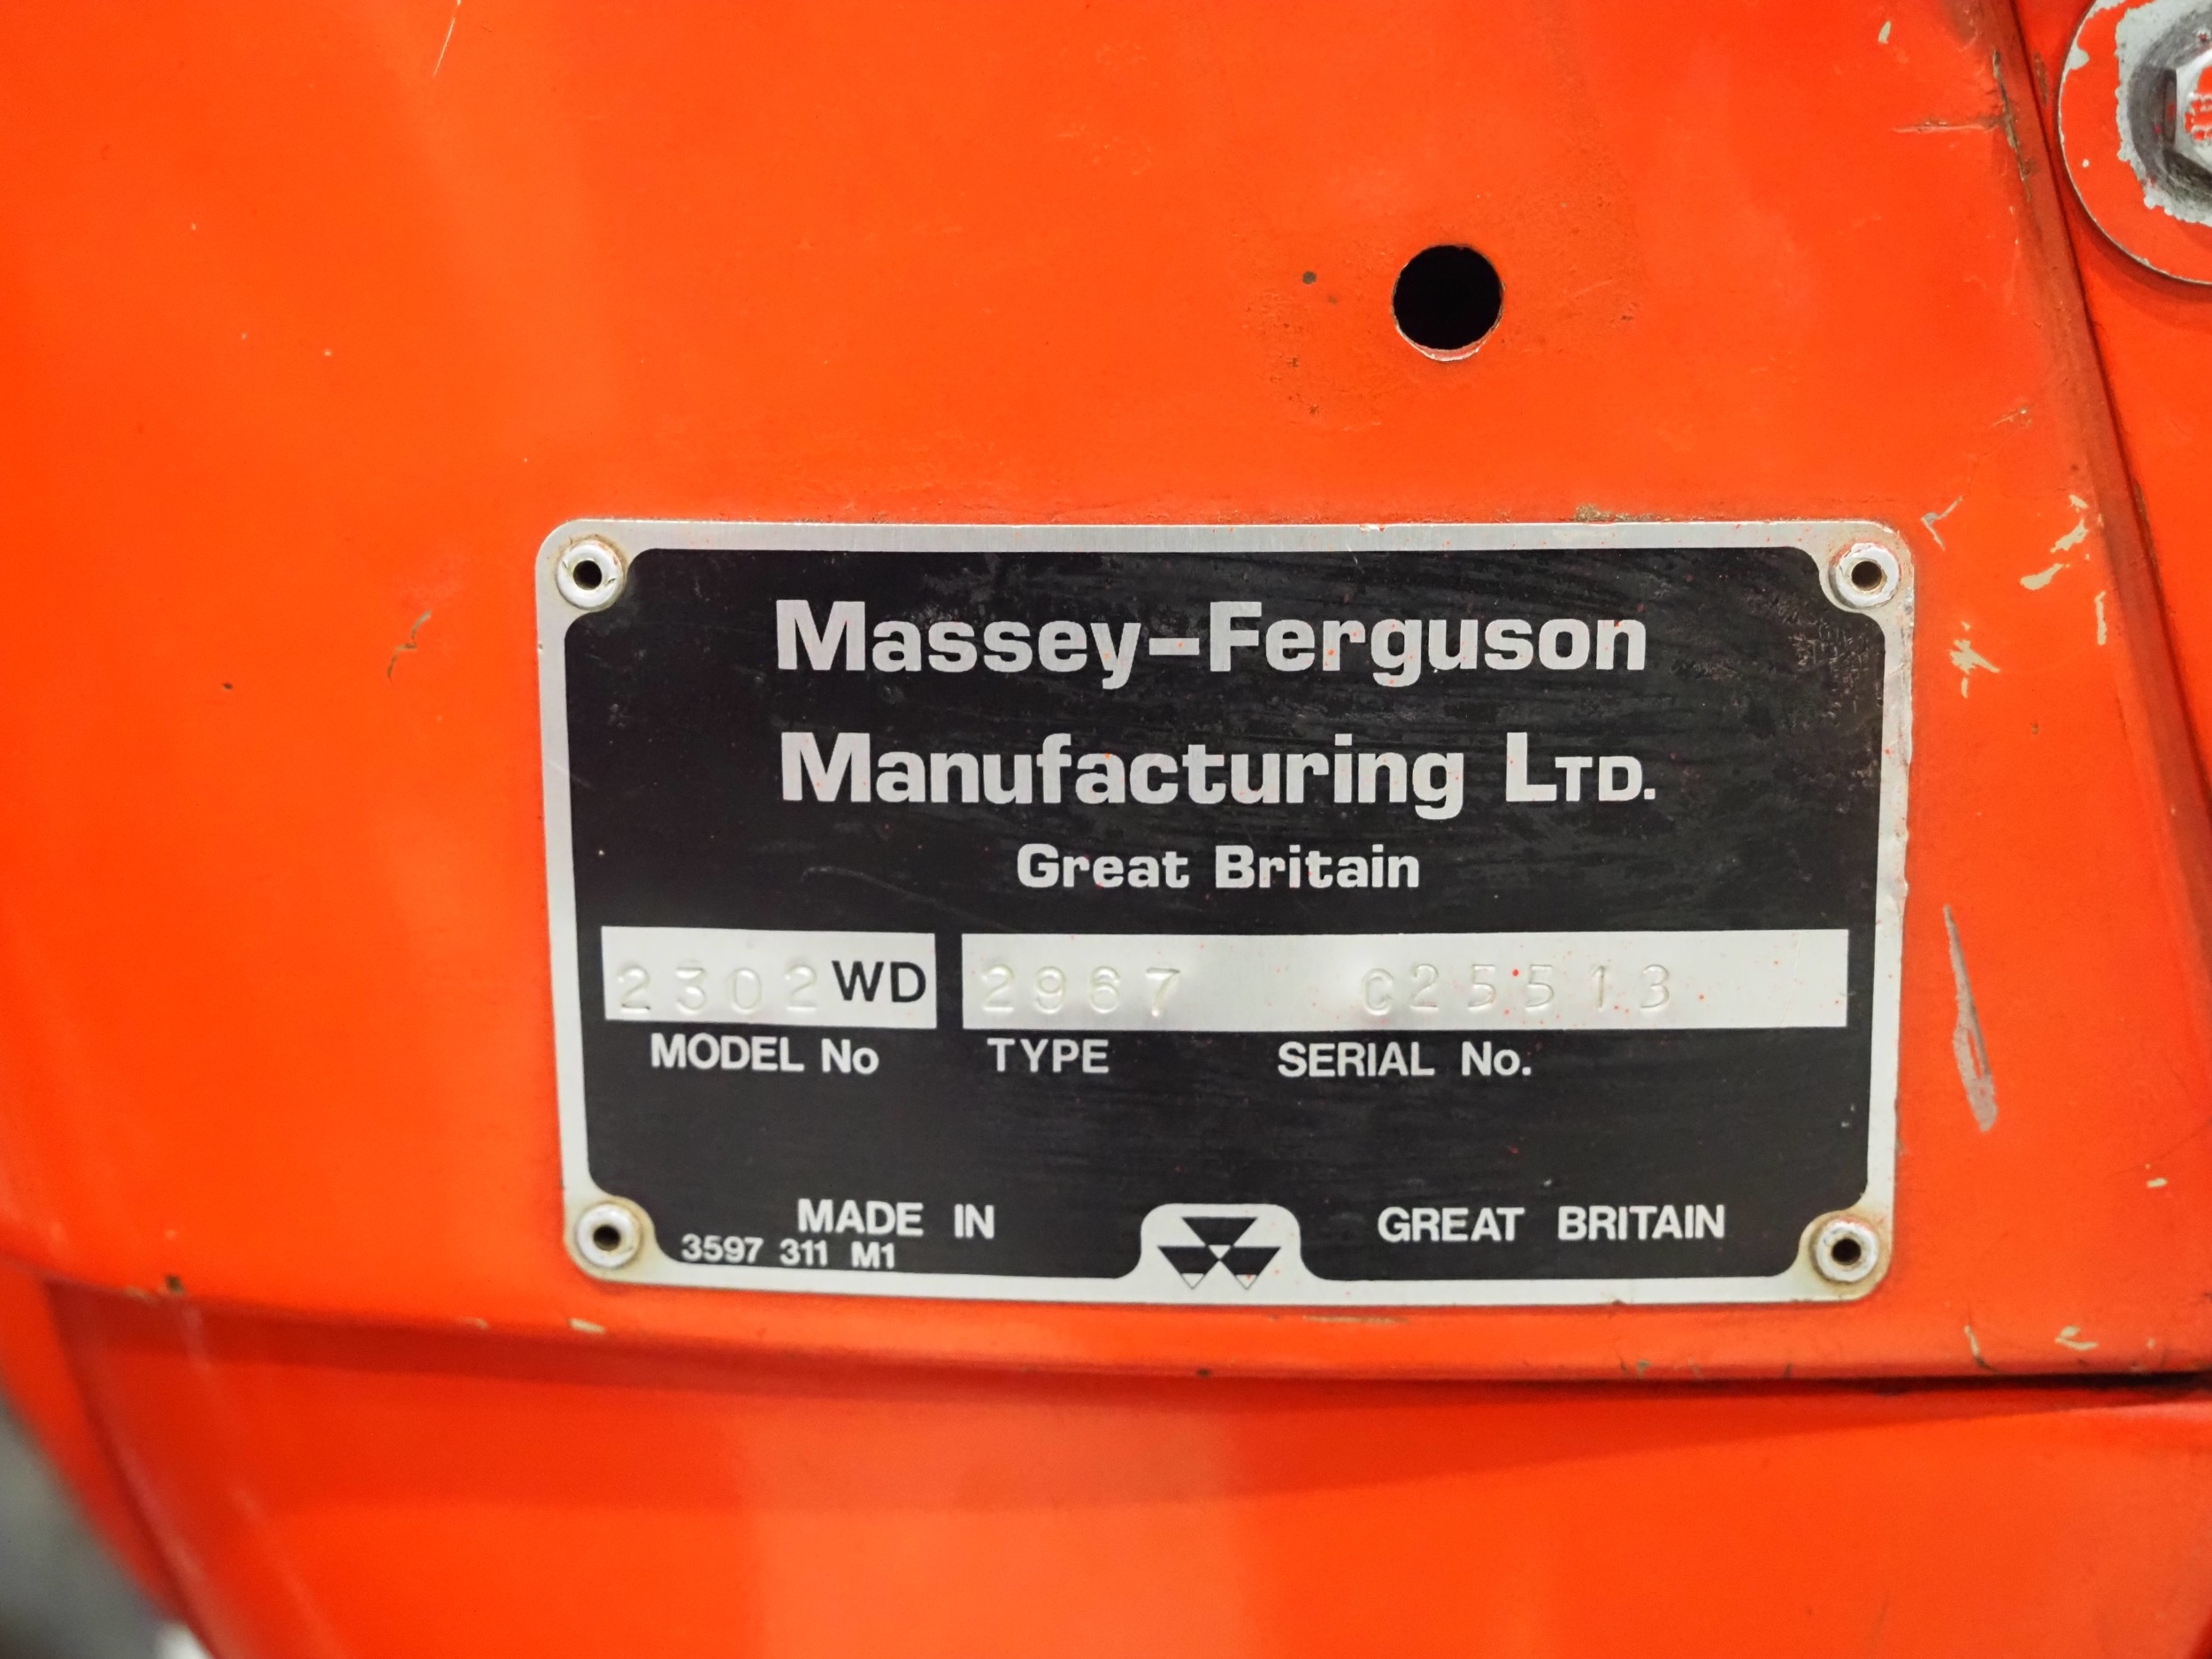 Massey-Ferguson
Manufacturing LTD.
Great Britain
2302WD 2967 C25513
MODEL No TYPE SERIAL No.
MADE IN GREAT BRITAIN
3597 311 M1